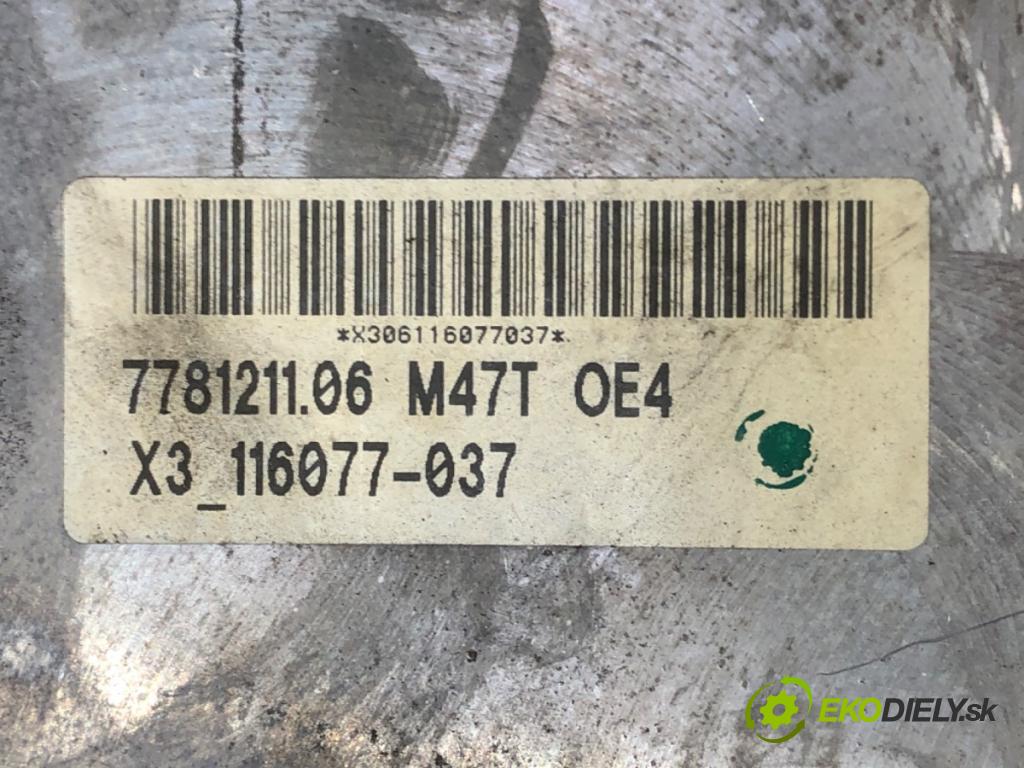 *X306116077037*
7781211.06 M47T OE4
X3_116077-037
EKODIELY.sk